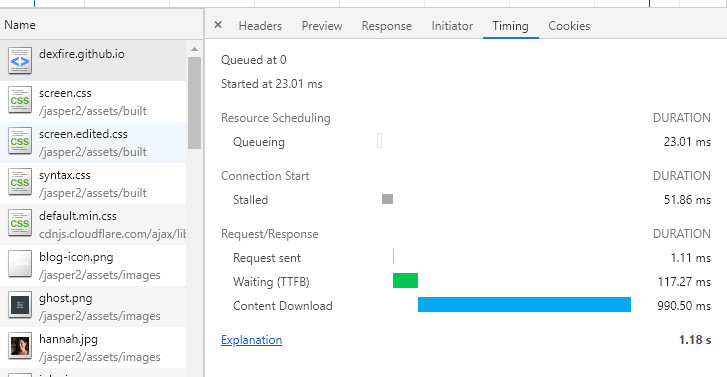 Name
dexfire.github.io
screen.css
/jasper2/assets/built
screen.edited.css
/jasper2/assets/built
syntax.css
/jasper2/assets/built
default.min.css
cdnjs.cloudflare.com/ajax/lib
blog-icon.png
/jasper2/assets/images
ghost.png
/jasper2/assets/images
hannah.jpg
/jasper2/assets/images
× Headers Preview Response Initiator Timing Cookies
Queued at 0
Started at 23.01 ms
Resource Scheduling DURATION
Queueing 23.01 ms
Connection Start DURATION
Stalled 51.86 ms
Request/Response DURATION
Request sent 1.11 ms
Waiting (TTFB) 117.27 ms
Content Download 990.50 ms
Explanation 1.18 s